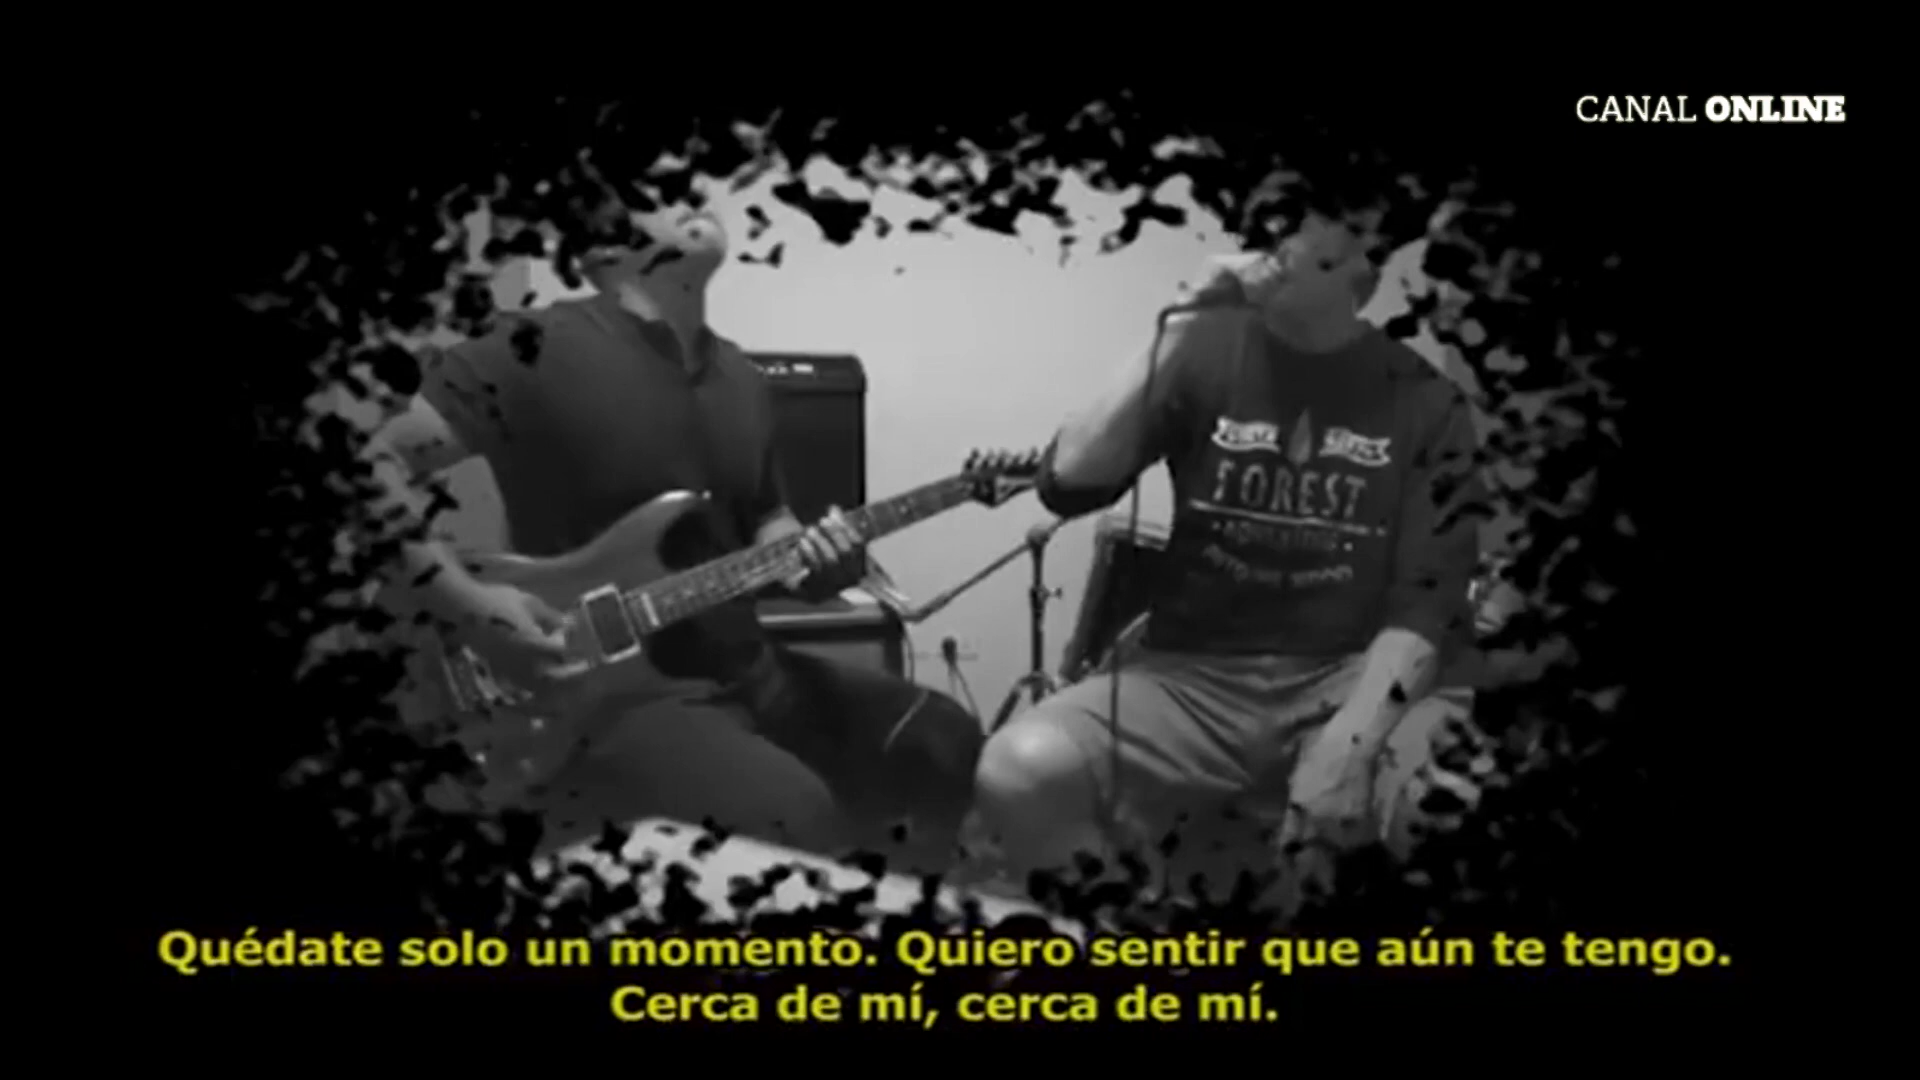 CANAL ONLINE
FOREST
Quédate solo un momento. Quiero sentir que aún te tengo.
Cerca de mí, cerca de mí.